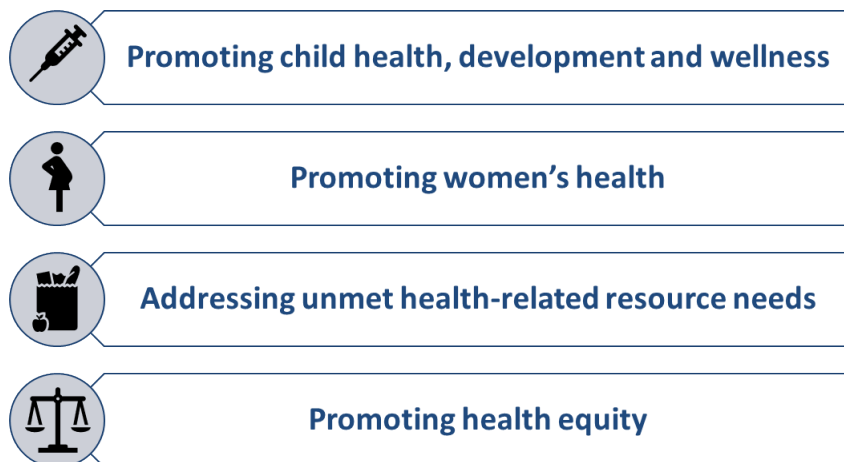 Promoting child health, development and wellness
Promoting women’s health
Addressing unmet health-related resource needs
Promoting health equity